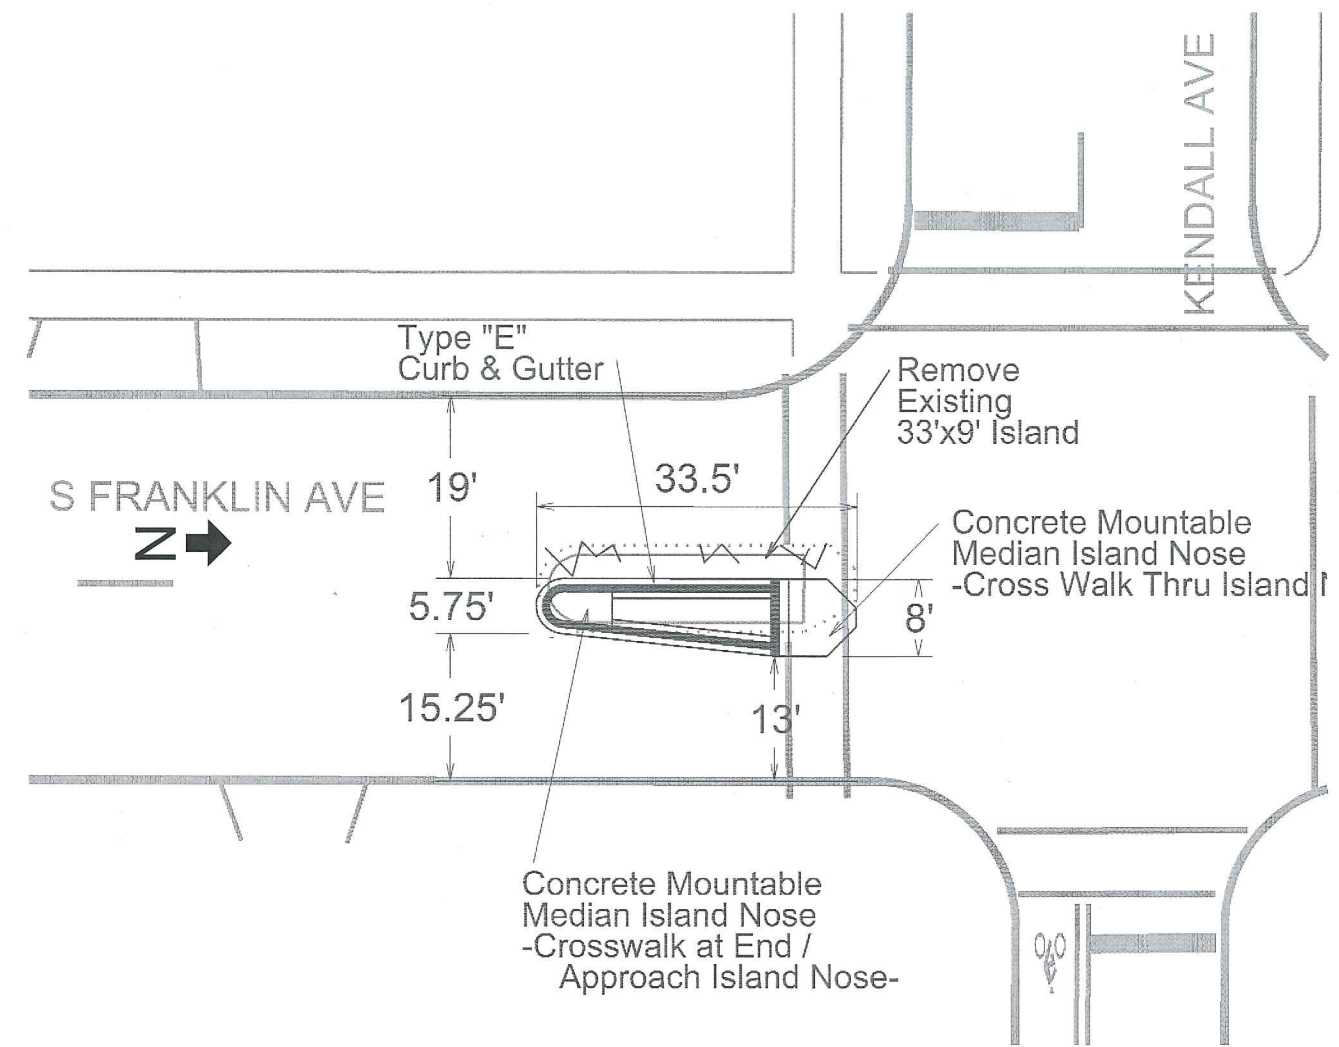 KENDALL AVE
Type "E"
Curb & Gutter
Remove
Existing
33'x9' Island
S FRANKLIN AVE
N
19'
33.5'
Concrete Mountable
Median Island Nose
-Cross Walk Thru Island N
5.75'
8'
15.25'
13'
Concrete Mountable
Median Island Nose
-Crosswalk at End /
Approach Island Nose-